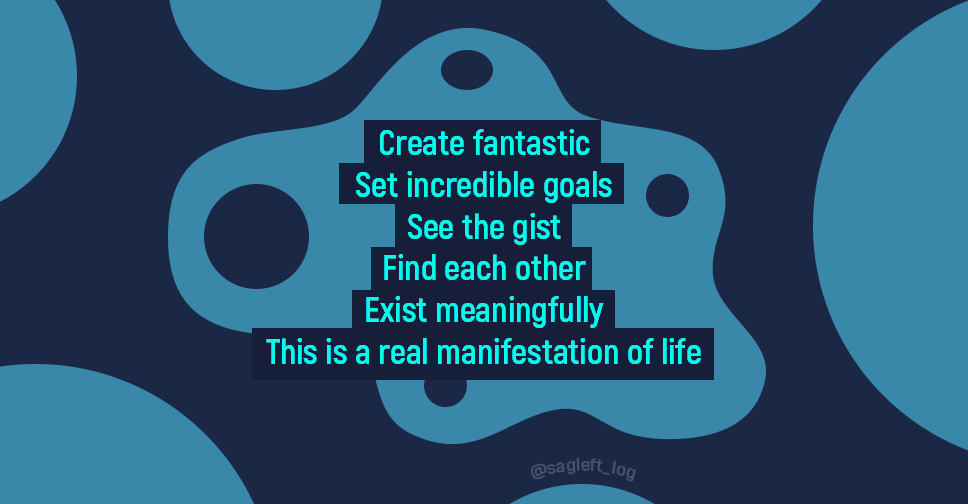 Create fantastic
Set incredible goals
See the gist
Find each other
Exist meaningfully
This is a real manifestation of life
@sagleft_log